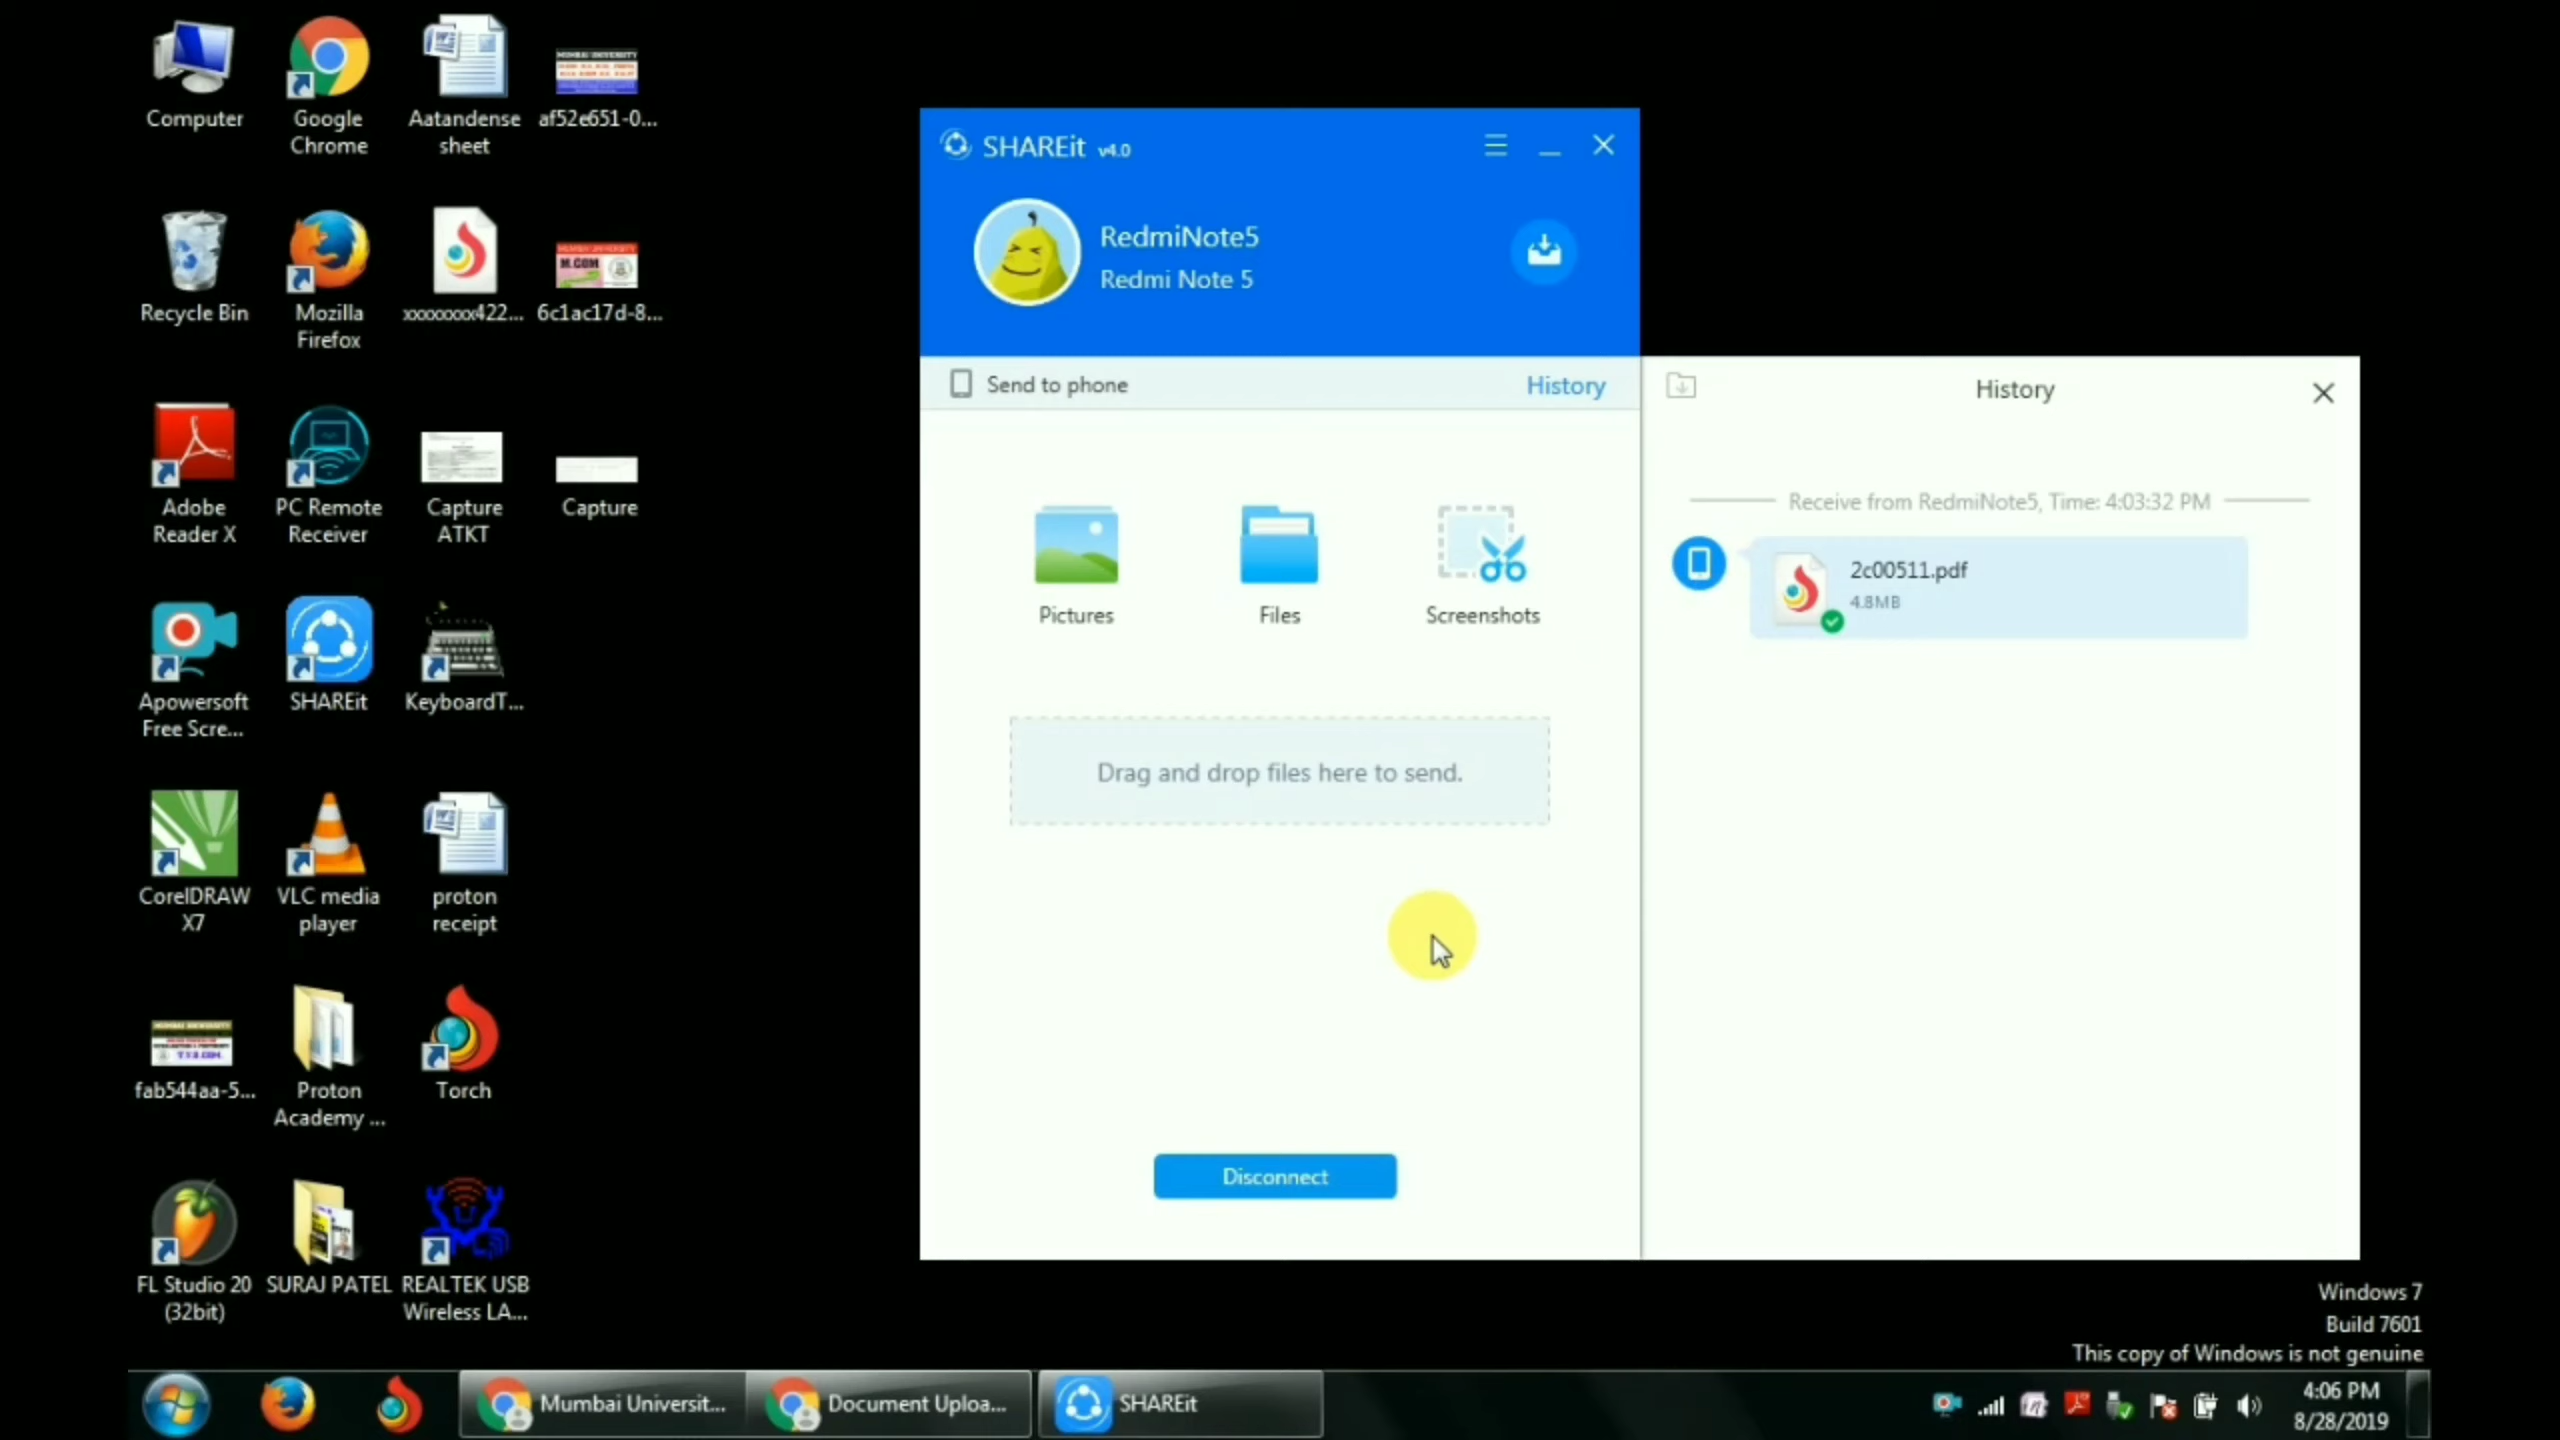 Computer
Google
Chrome
Aatandense
sheet
af52e651-0...
Recycle Bin
Mozilla
Firefox
xxxxxxxx422...
M.COM
6c1ac17d-8...
Adobe
Reader X
PC Remote
Receiver
Capture
ATKT
Capture
Apowersoft
Free Scre...
SHAREit
KeyboardT...
CorelDRAW
X7
VLC media
player
proton
receipt
fab544aa-5...
Proton
Academy ...
Torch
FL Studio 20
(32bit)
SURAJ PATEL
REALTEK USB
Wireless LA...
SHAREit v4.0
RedmiNote5
Redmi Note 5
Send to phone
History
Pictures
Files
Screenshots
Drag and drop files here to send.
Disconnect
History
Receive from RedmiNote5, Time: 4:03:32 PM
2c00511.pdf
4.8MB
Windows 7
Build 7601
This copy of Windows is not genuine
Mumbai Universit...
Document Uploa...
SHAREit
4:06 PM
8/28/2019